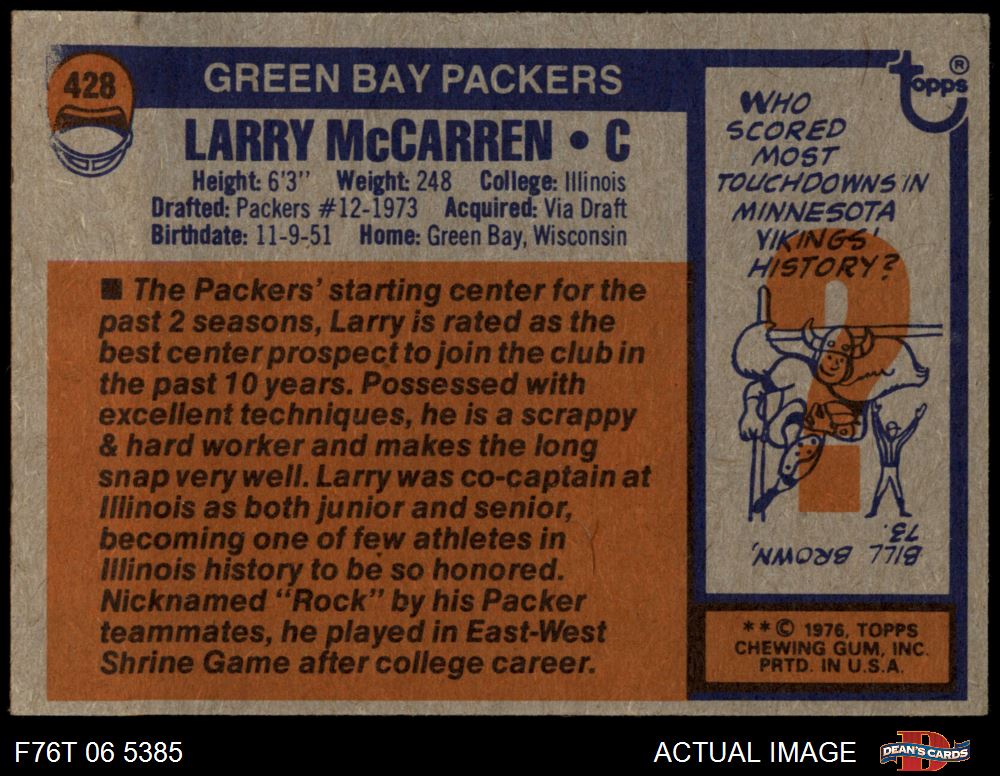 428
GREEN BAY PACKERS
LARRY McCARREN • C
Height: 6'3" Weight: 248 College: Illinois
Drafted: Packers #12-1973 Acquired: Via Draft
Birthdate: 11-9-51 Home: Green Bay, Wisconsin
■ The Packers' starting center for the
past 2 seasons, Larry is rated as the
best center prospect to join the club in
the past 10 years. Possessed with
excellent techniques, he is a scrappy
& hard worker and makes the long
snap very well. Larry was co-captain at
Illinois as both junior and senior,
becoming one of few athletes in
Illinois history to be so honored.
Nicknamed "Rock" by his Packer
teammates, he played in East-West
Shrine Game after college career.
Topps®
WHO
SCORED
MOST
TOUCHDOWNS IN
MINNESOTA
VIKINGS'
HISTORY?
?
BILL BROWN,
73.
**© 1976, TOPPS
CHEWING GUM, INC.
PRTD. IN U.S.A.
F76T 06 5385
ACTUAL IMAGE
D
DEAN'S CARDS